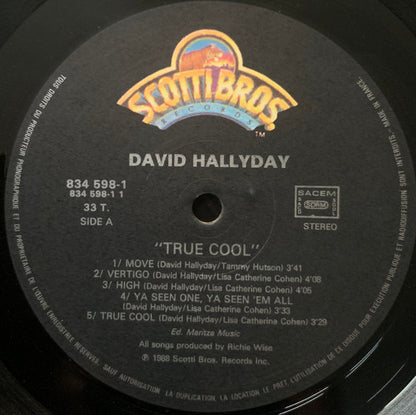 SCOTTI BROS.
RECORDS
TM
DAVID HALLYDAY
834 598-1
834 598-1 1
33 T.
SIDE A
SACEM
SDRM
STEREO
"TRUE COOL"
1/ MOVE (David Hallyday/Tammy Hutson) 3'41
2/ VERTIGO (David Hallyday/Lisa Catherine Cohen) 4'08
3/ HIGH (David Hallyday/Lisa Catherine Cohen) 4'05
4/ YA SEEN ONE, YA SEEN 'EM ALL
(David Hallyday/Lisa Catherine Cohen) 3'33
5/ TRUE COOL (David Hallyday/Lisa Catherine Cohen) 3'29
Ed. Maritza Music
All songs produced by Richie Wise
℗ 1988 Scotti Bros. Records Inc.
TOUS DROITS DU PRODUCTEUR PHONOGRAPHIQUE ET DU PROPRIETAIRE DE L'ŒUVRE ENREGISTREE RESERVES. SAUF AUTORISATION LA DUPLICATION, LA LOCATION LE PRET, L'UTILISATION DE CE DISQUE POUR EXECUTION PUBLIQUE ET RADIODIFFUSION SONT INTERDITS. MADE IN FRANCE.